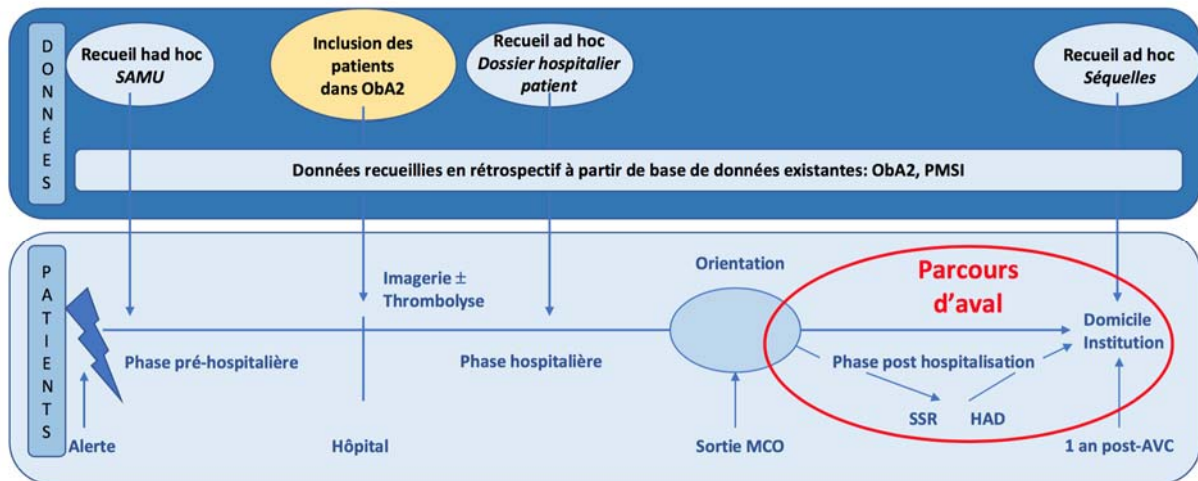 DONNÉES
Recueil had hoc
SAMU
Inclusion des
patients
dans ObA2
Recueil ad hoc
Dossier hospitalier
patient
Recueil ad hoc
Séquelles
Données recueillies en rétrospectif à partir de base de données existantes: ObA2, PMSI
PATIENTS
Imagerie ±
Thrombolyse
Orientation
Parcours
d’aval
Domicile
Institution
Phase pré-hospitalière
Phase hospitalière
Phase post hospitalisation
SSR
HAD
Alerte
Hôpital
Sortie MCO
1 an post-AVC